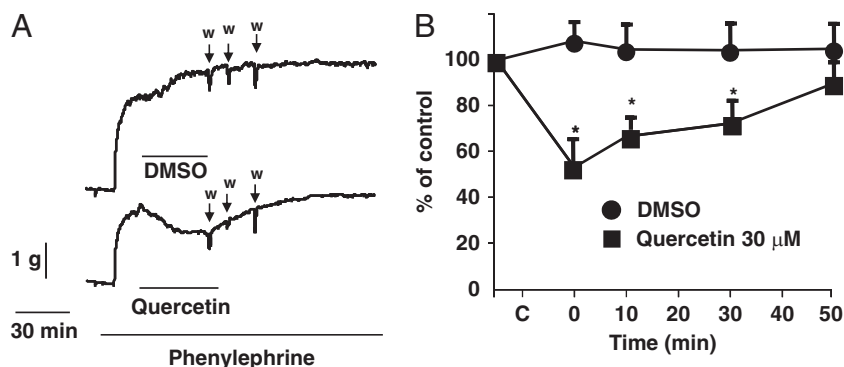 A
w w w
DMSO
w w w
1 g
Quercetin
30 min
Phenylephrine
B
% of control
100
80
60
40
20
0
* * *
DMSO
Quercetin 30 μM
C 0 10 20 30 40 50
Time (min)